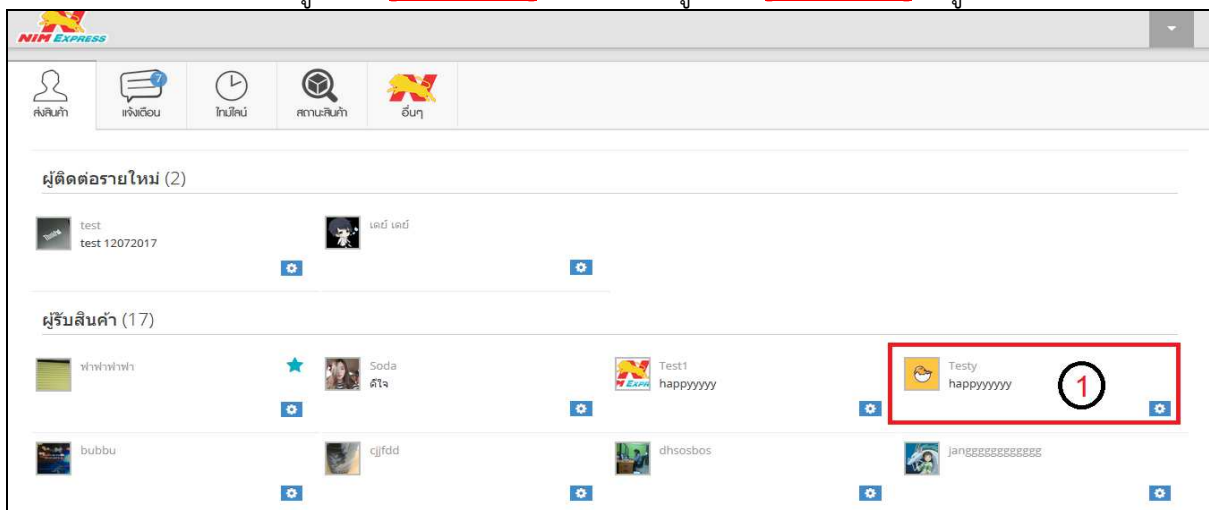 NiM EXPRESS
7
ส่งสินค้า แจ้งเตือน ไทม์ไลน์ สถานะสินค้า อื่นๆ
ผู้ติดต่อรายใหม่ (2)
test เดย์ เดย์
test 12072017
ผู้รับสินค้า (17)
ฟาฟาฟาฟา Soda Test1 Testy
ดีใจ happyyyyy happyyyyyy
1
bubbu cjjfdd dhsosbos janggggggggggggg